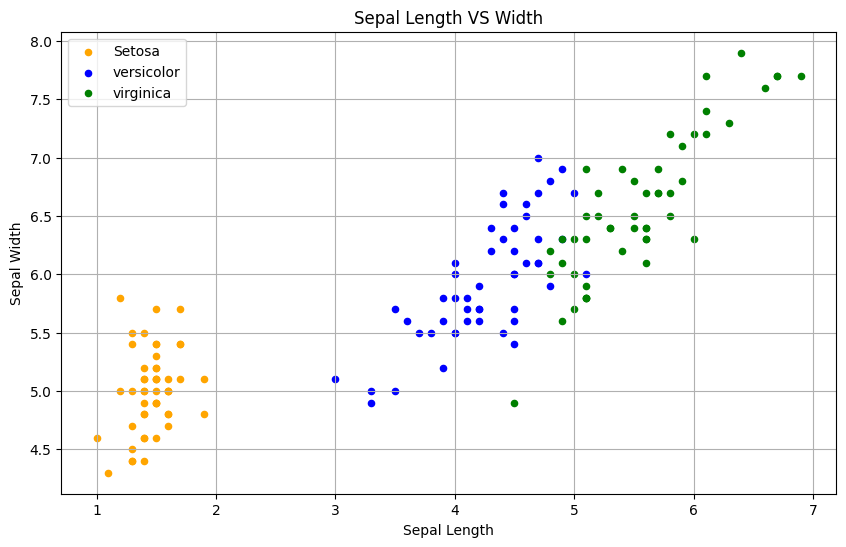 Sepal Length VS Width
Setosa
versicolor
virginica
8.0
7.5
7.0
6.5
6.0
5.5
5.0
4.5
Sepal Width
1 2 3 4 5 6 7
Sepal Length